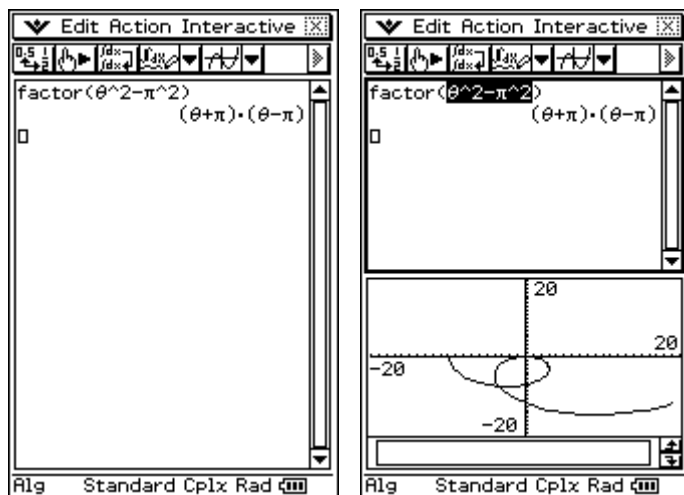 Edit Action Interactive
factor(θ^2-π^2)
(θ+π)·(θ-π)
Alg Standard Cplx Rad
Edit Action Interactive
factor(θ^2-π^2)
(θ+π)·(θ-π)
20
20
-20
-20
Alg Standard Cplx Rad